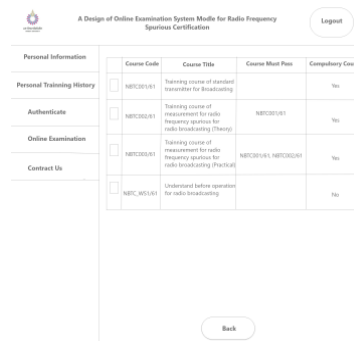 A Design of Online Examination System Modle for Radio Frequency
Spurious Certification
Logout
Personal Information
Personal Trainning History
Authenticate
Online Examination
Contract Us
Course Code
Course Title
Course Must Pass
Compulsory Cou
NBTC001/61
Trainning course of standard
transmitter for Broadcasting
Yes
NBTC002/61
Trainning course of
measurement for radio
frequency spurious for
radio broadcasting (Theory)
NBTC001/61
Yes
NBTC003/61
Trainning course of
measurement for radio
frequency spurious for
radio broadcasting (Practical)
NBTC001/61, NBTC002/61
Yes
NBTC_WS1/61
Understand before operation
for radio broadcasting
No
Back